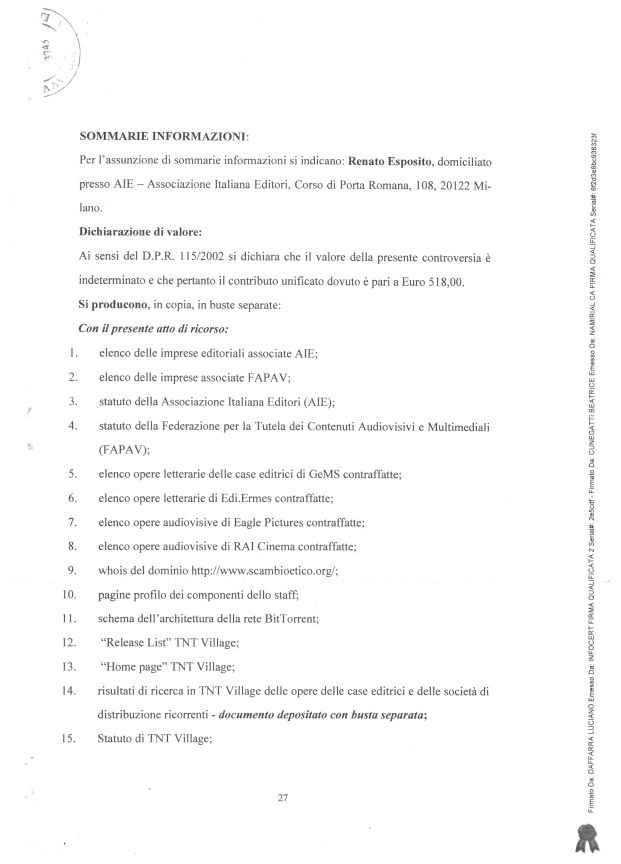 3743
SOMMARIE INFORMAZIONI:
Per l'assunzione di sommarie informazioni si indicano: Renato Esposito, domiciliato
presso AIE – Associazione Italiana Editori, Corso di Porta Romana, 108, 20122 Mi-
lano.
Dichiarazione di valore:
Ai sensi del D.P.R. 115/2002 si dichiara che il valore della presente controversia è
indeterminato e che pertanto il contributo unificato dovuto è pari a Euro 518,00.
Si producono, in copia, in buste separate:
Con il presente atto di ricorso:
1. elenco delle imprese editoriali associate AIE;
2. elenco delle imprese associate FAPAV;
3. statuto della Associazione Italiana Editori (AIE);
4. statuto della Federazione per la Tutela dei Contenuti Audiovisivi e Multimediali
(FAPAV);
5. elenco opere letterarie delle case editrici di GeMS contraffatte;
6. elenco opere letterarie di Edi.Ermes contraffatte;
7. elenco opere audiovisive di Eagle Pictures contraffatte;
8. elenco opere audiovisive di RAI Cinema contraffatte;
9. whois del dominio http://www.scambioetico.org/;
10. pagine profilo dei componenti dello staff;
11. schema dell'architettura della rete BitTorrent;
12. “Release List” TNT Village;
13. “Home page” TNT Village;
14. risultati di ricerca in TNT Village delle opere delle case editrici e delle società di
distribuzione ricorrenti - documento depositato con busta separata;
15. Statuto di TNT Village;
27
Firmato Da: DAFFARRA LUCIANO Emesso Da: INFOCERT FIRMA QUALIFICATA 2 Serial#: 2e5cdf - Firmato Da: CUNEGATTI BEATRICE Emesso Da: NAMIRIAL CA FIRMA QUALIFICATA Serial#: 6f2d3e8bc938323f